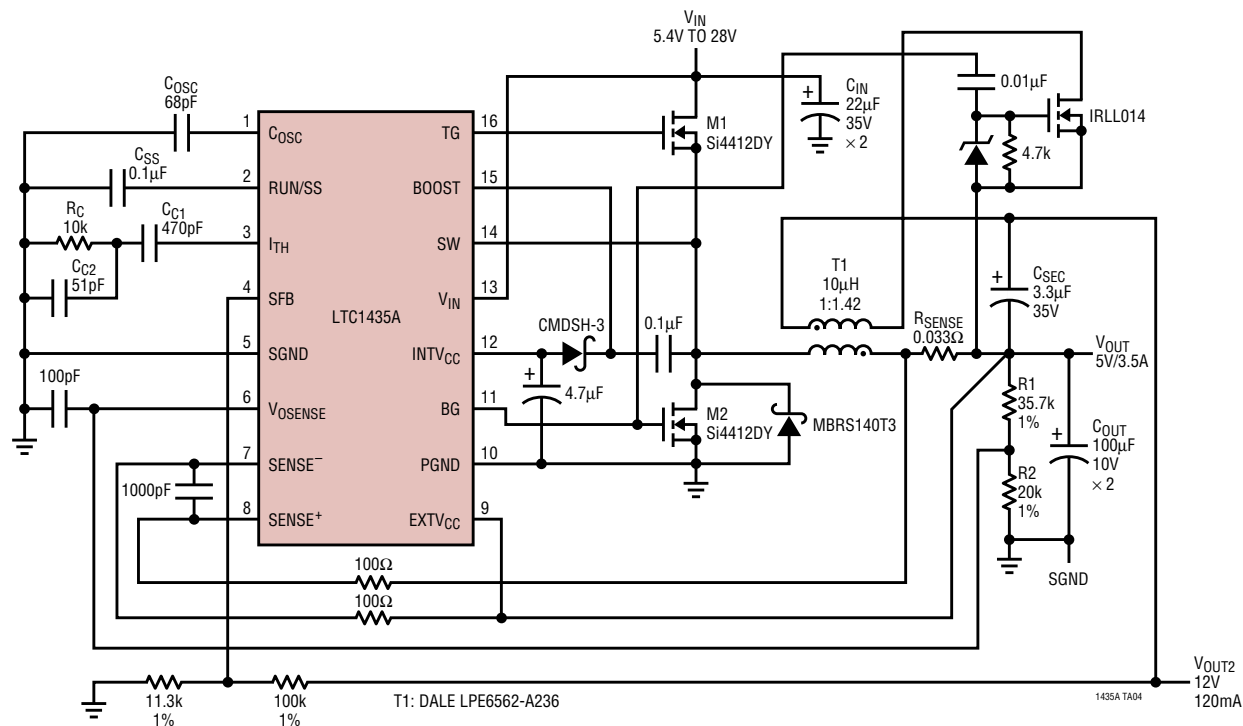 V_IN
5.4V TO 28V
C_OSC
68pF
C_SS
0.1µF
R_C
10k
C_C1
470pF
C_C2
51pF
100pF
1000pF
1
2
3
4
5
6
7
8
C_OSC
RUN/SS
I_TH
SFB
SGND
V_OSENSE
SENSE⁻
SENSE⁺
LTC1435A
TG
BOOST
SW
V_IN
INTV_CC
BG
PGND
EXTV_CC
16
15
14
13
12
11
10
9
M1
Si4412DY
+
C_IN
22µF
35V
× 2
0.01µF
4.7k
IRLL014
CMDSH-3
0.1µF
+
4.7µF
M2
Si4412DY
MBRS140T3
T1
10µH
1:1.42
+
C_SEC
3.3µF
35V
R_SENSE
0.033Ω
V_OUT
5V/3.5A
R1
35.7k
1%
R2
20k
1%
+
C_OUT
100µF
10V
× 2
SGND
100Ω
100Ω
11.3k
1%
100k
1%
T1: DALE LPE6562-A236
1435A TA04
V_OUT2
12V
120mA